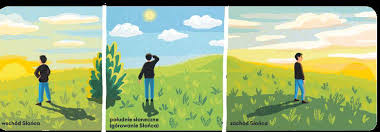 wschód Słońca
południe słoneczne
(górowanie Słońca)
zachód Słońca